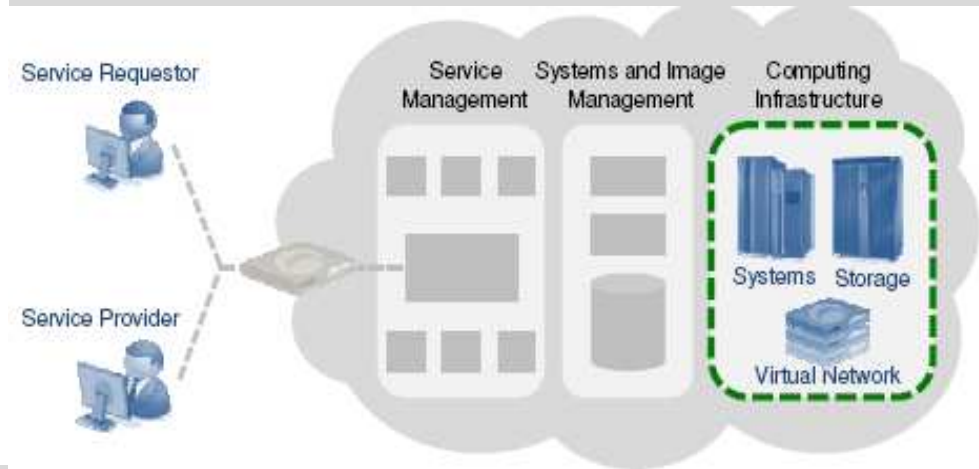 Service Requestor
Service
Management
Systems and Image
Management
Computing
Infrastructure
Systems
Storage
Service Provider
Virtual Network